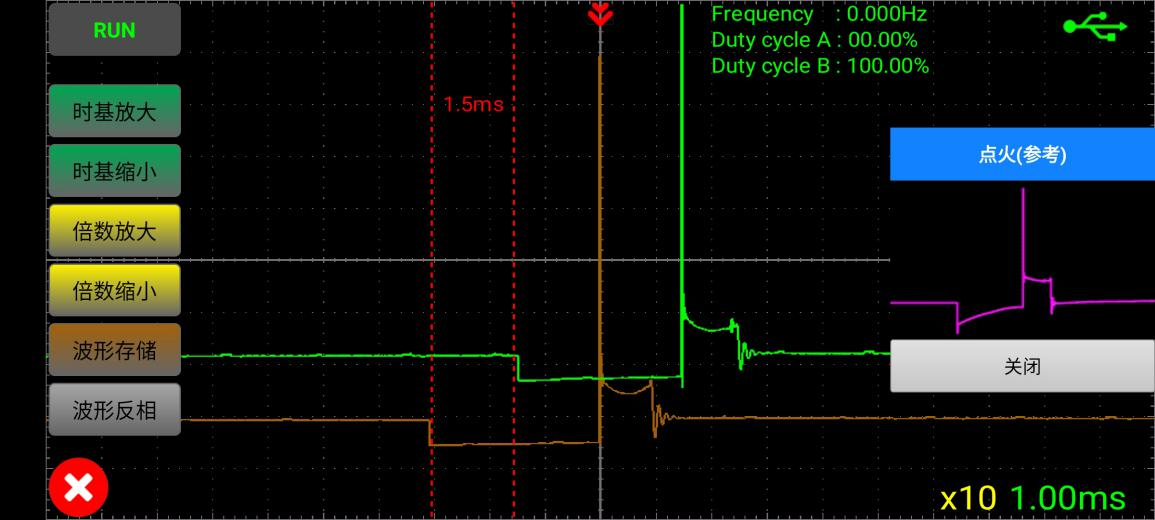 RUN
时基放大
时基缩小
倍数放大
倍数缩小
波形存储
波形反相
1.5ms
Frequency : 0.000Hz
Duty cycle A : 00.00%
Duty cycle B : 100.00%
点火(参考)
关闭
x10 1.00ms